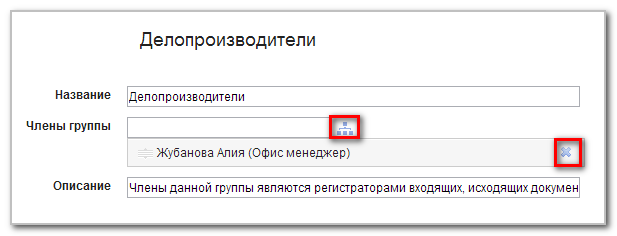 Делопроизводители
Название Делопроизводители
Члены группы
Жубанова Алия (Офис менеджер)
Описание Члены данной группы являются регистраторами входящих, исходящих докумен